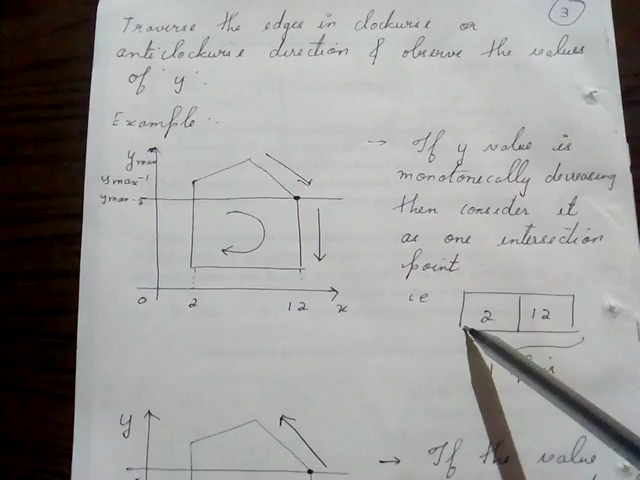 3
Traverse the edges in clockwise or
anticlockwise direction & observe the values
of 'y'.
Example :-
ymax
ymax-1
ymax-5
0 2 12 x
→ If y value is
monotonically decreasing
then consider it
as one intersection
point
ie 2 12
y
→ If the value